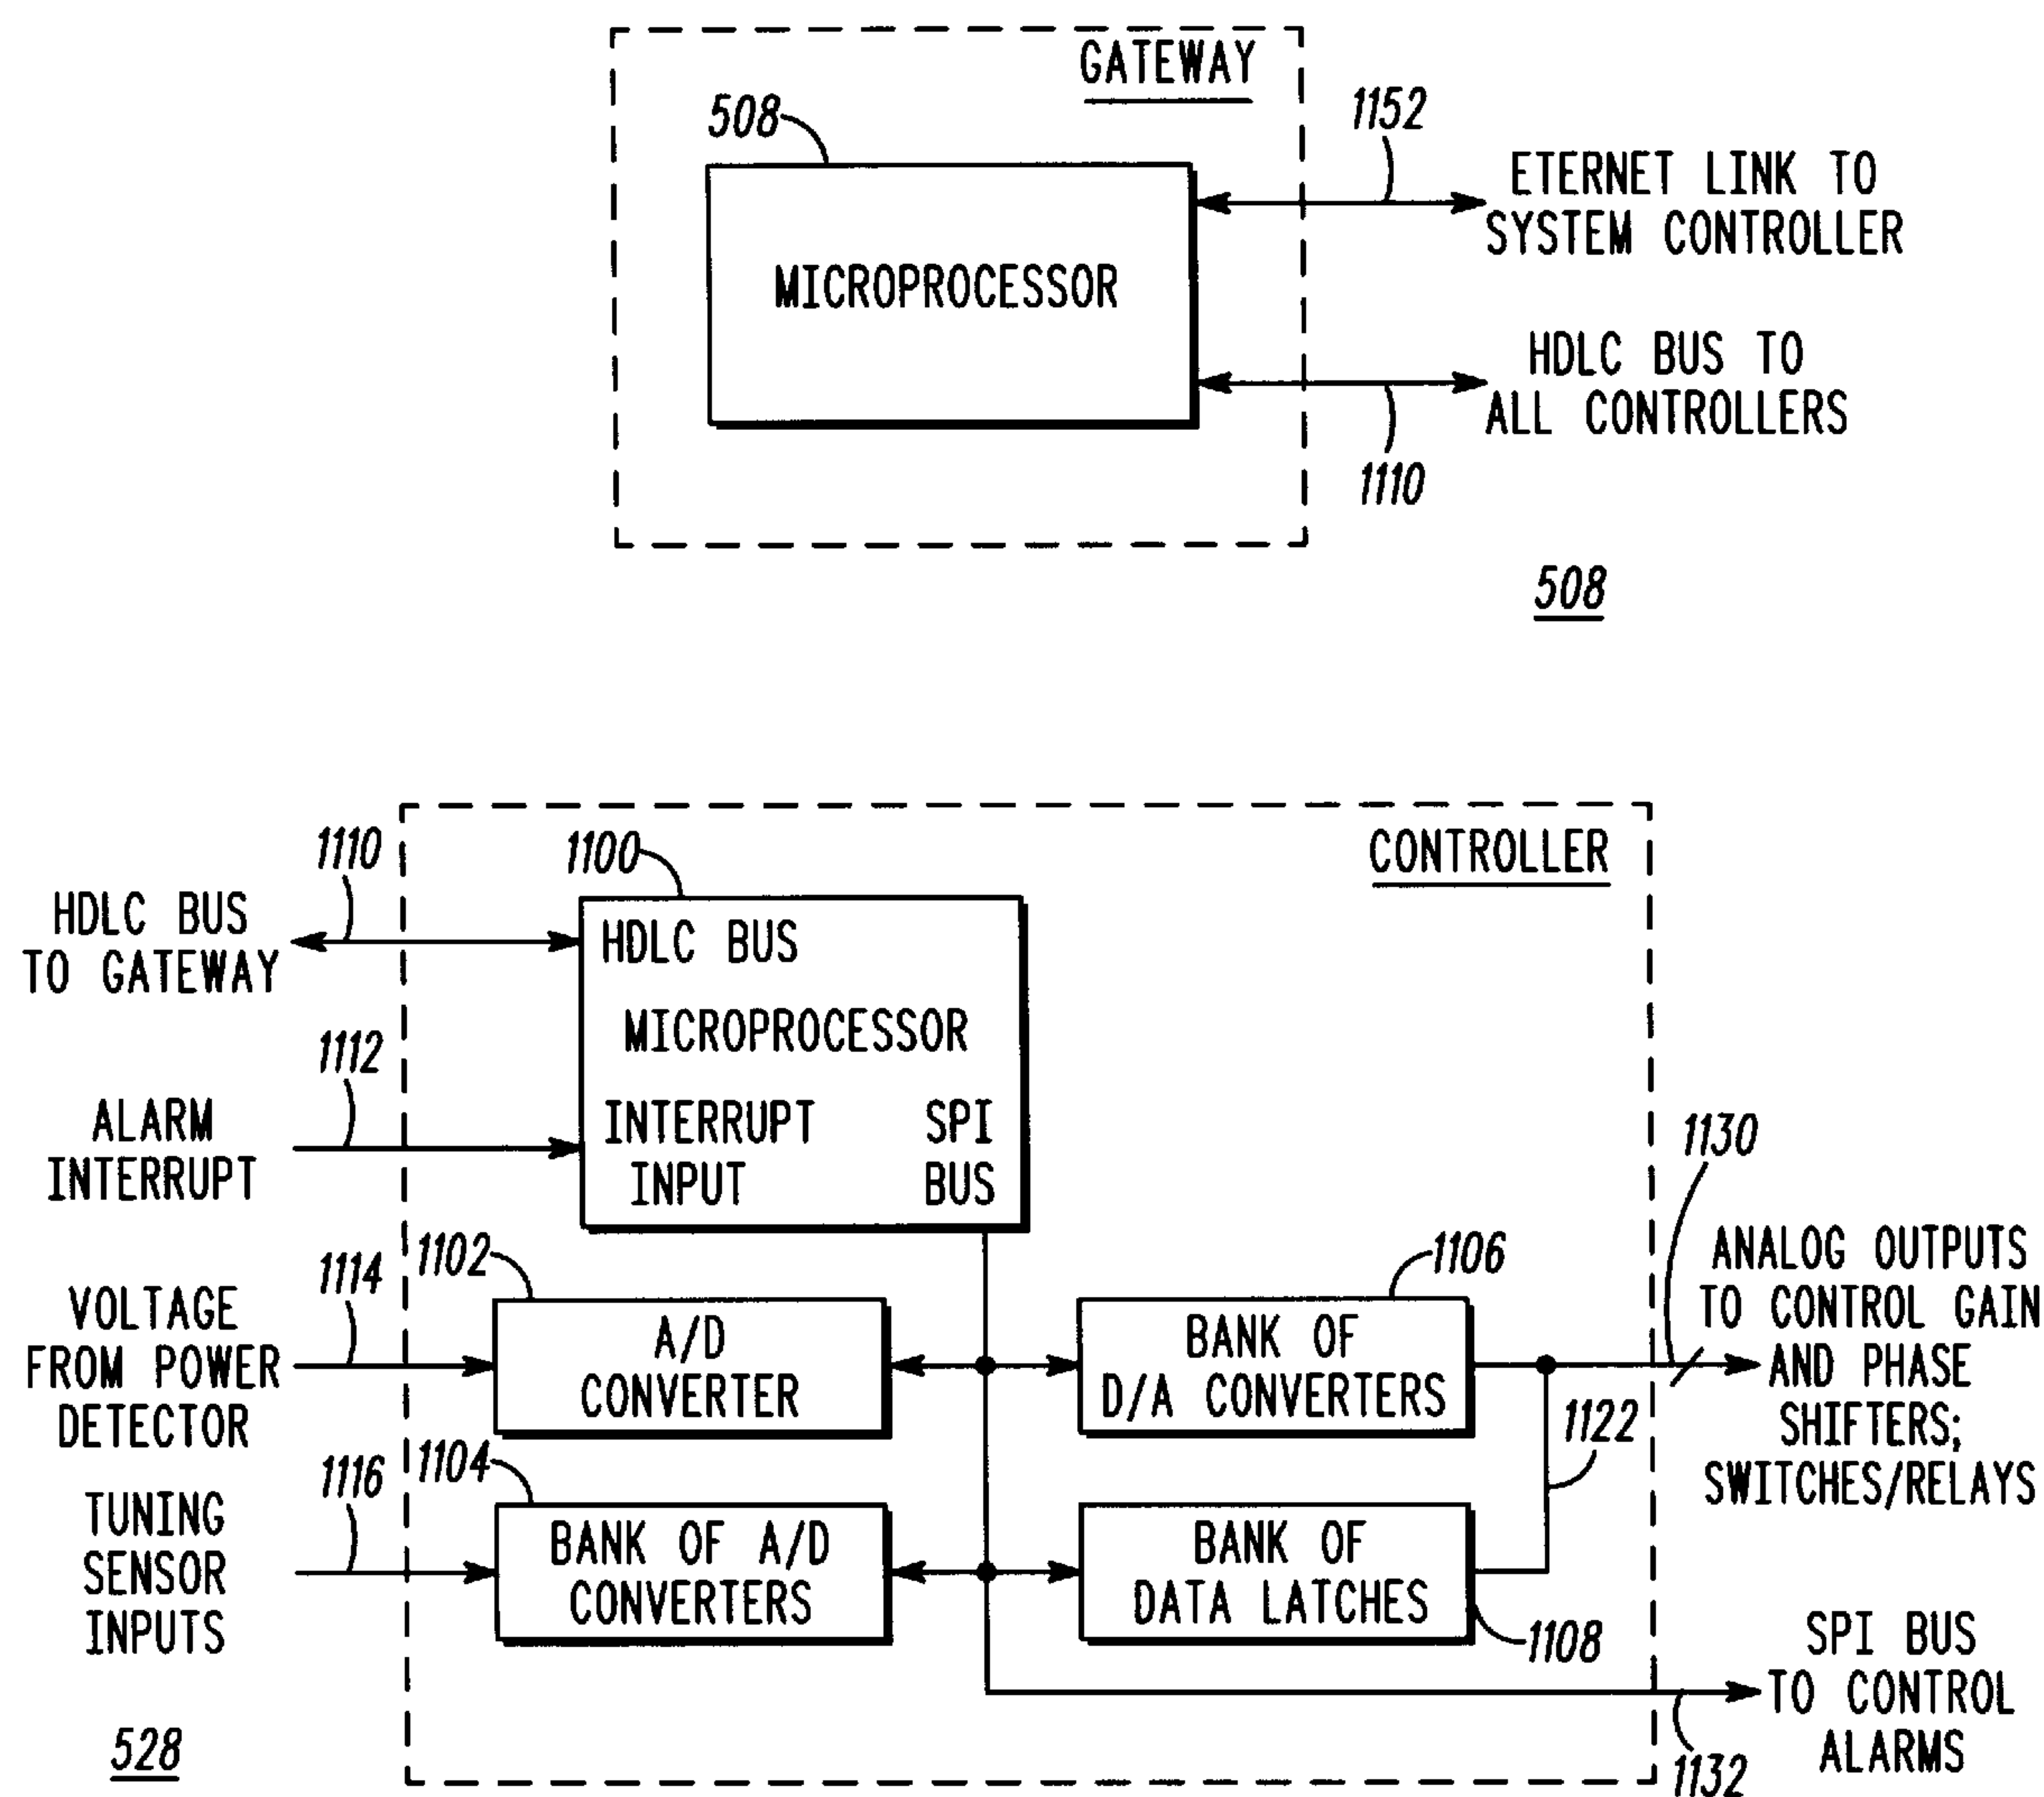 GATEWAY
508
MICROPROCESSOR
1152
ETERNET LINK TO
SYSTEM CONTROLLER
HDLC BUS TO
ALL CONTROLLERS
1110
508
CONTROLLER
1110
HDLC BUS
TO GATEWAY
1100
HDLC BUS
MICROPROCESSOR
INTERRUPT
INPUT
SPI
BUS
1112
ALARM
INTERRUPT
1114
VOLTAGE
FROM POWER
DETECTOR
1102
A/D
CONVERTER
1106
BANK OF
D/A CONVERTERS
1130
ANALOG OUTPUTS
TO CONTROL GAIN
AND PHASE
SHIFTERS;
SWITCHES/RELAYS
1122
1116
TUNING
SENSOR
INPUTS
1104
BANK OF A/D
CONVERTERS
BANK OF
DATA LATCHES
1108
SPI BUS
TO CONTROL
ALARMS
1132
528